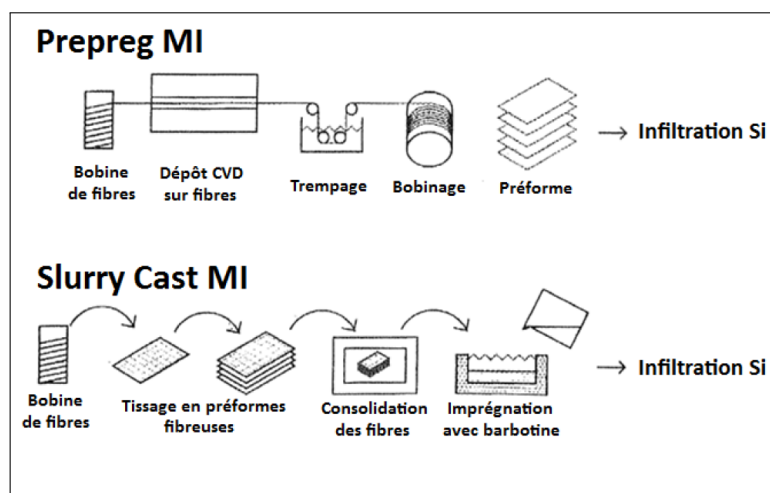 Prepreg MI
Bobine
de fibres
Dépôt CVD
sur fibres
Trempage
Bobinage
Préforme
→ Infiltration Si
Slurry Cast MI
Bobine
de fibres
Tissage en préformes
fibreuses
Consolidation
des fibres
Imprégnation
avec barbotine
→ Infiltration Si